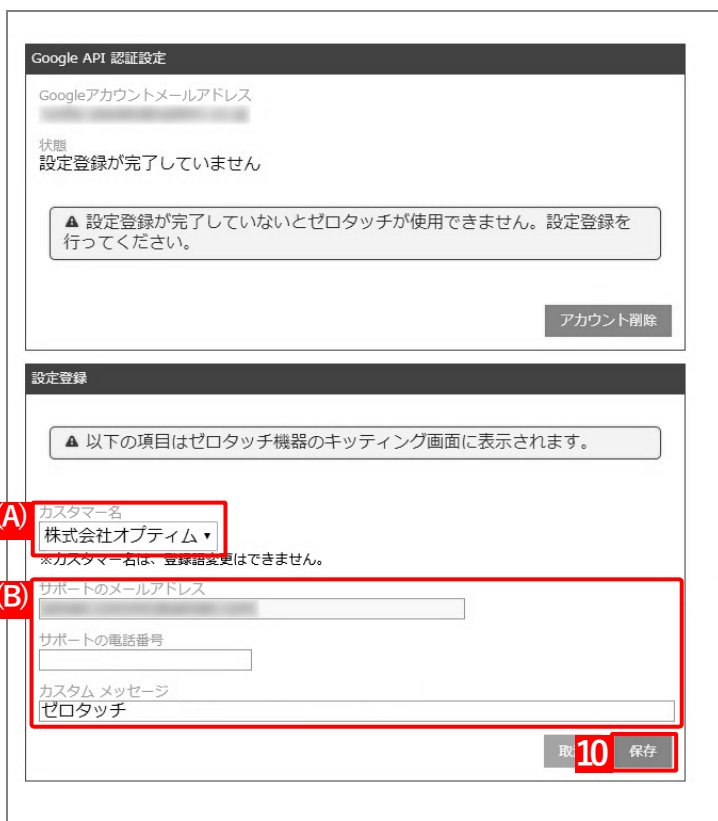 Google API 認証設定
Googleアカウントメールアドレス
状態
設定登録が完了していません
▲ 設定登録が完了していないとゼロタッチが使用できません。設定登録を
行ってください。
アカウント削除
設定登録
▲ 以下の項目はゼロタッチ機器のキッティング画面に表示されます。
(A)
カスタマー名
株式会社オプティム ▼
※カスタマー名は、登録語変更はできません。
(B)
サポートのメールアドレス
サポートの電話番号
カスタム メッセージ
ゼロタッチ
取 10 保存